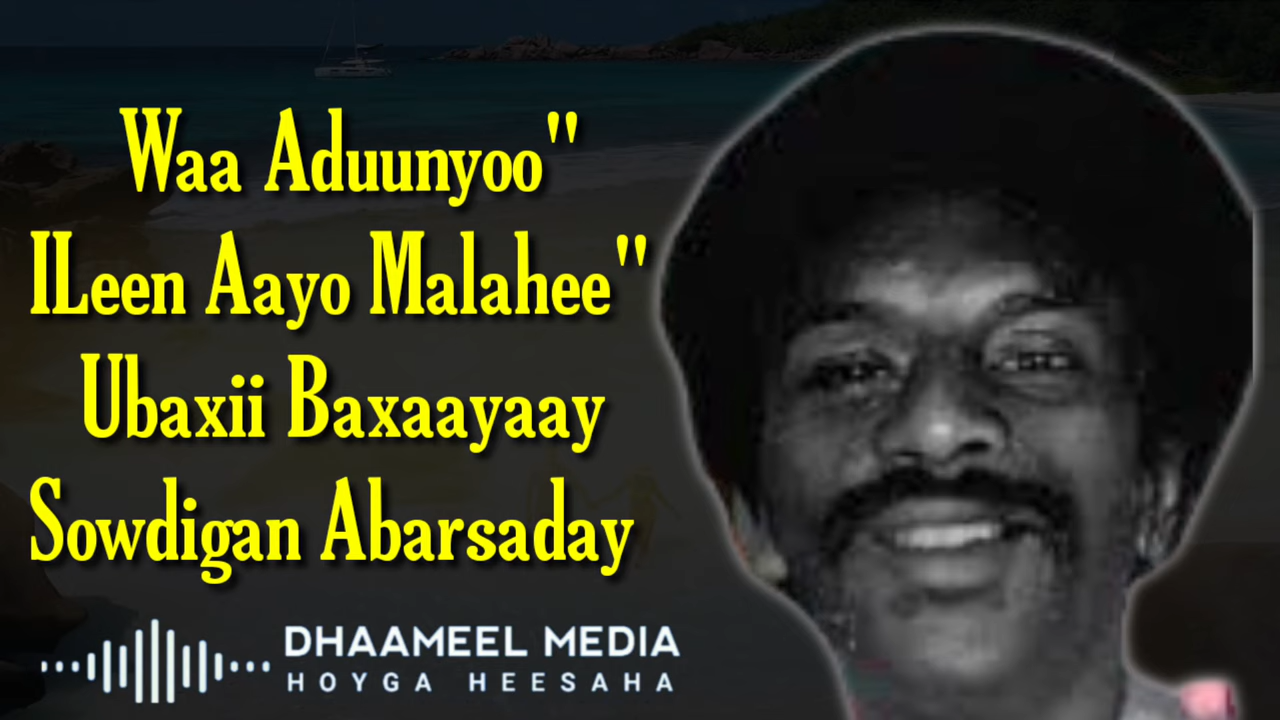 Waa Aduunyoo"
ILeen Aayo Malahee"
Ubaxii Baxaayaay
Sowdigan Abarsaday
DHAAMEEL MEDIA
HOYGA HEESAHA